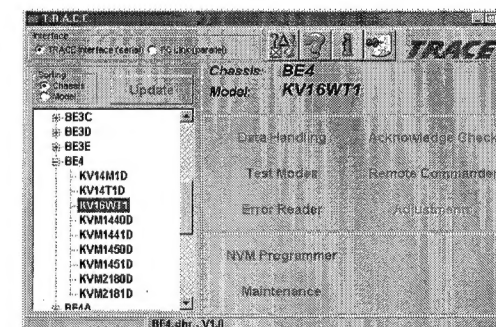 T.R.A.C.E
Interface
TRACE Interface (serial) I²C Linc (parallel)
TRACE
Sorting
Chassis
Model
Update
Chassis: BE4
Model: KV16WT1
BE3C
BE3D
BE3E
BE4
KV14M1D
KV14T1D
KV16WT1
KVM1440D
KVM1441D
KVM1450D
KVM1451D
KVM2180D
KVM2181D
BE4A
Data Handling Acknowledge Check
Test Modes Remote Commander
Error Reader Adjustments
NVM Programmer
Maintenance
BE4.chr V1.0